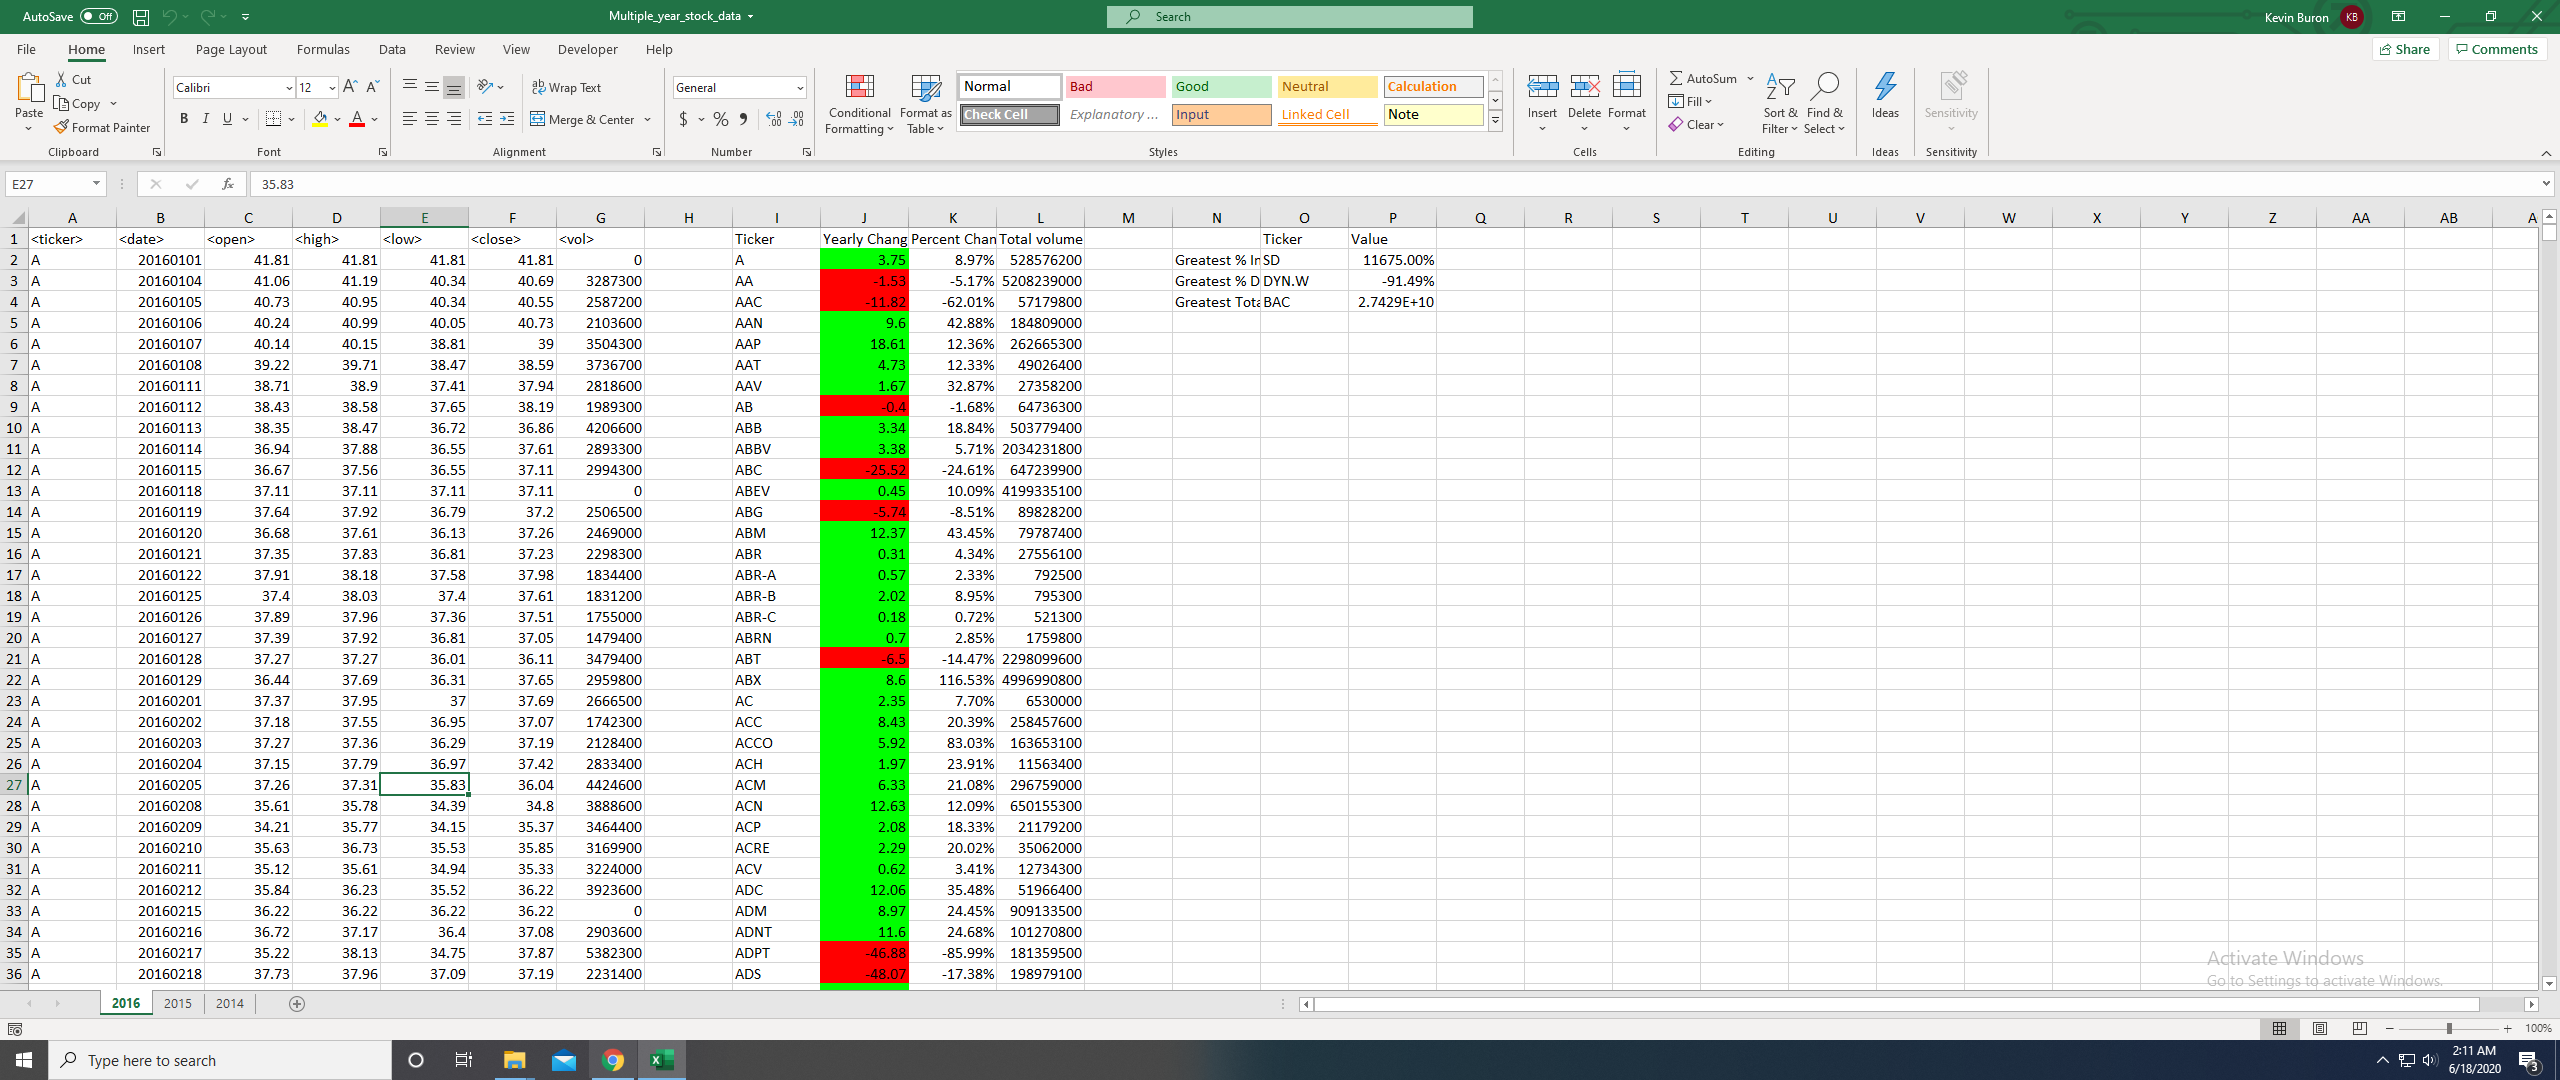 AutoSave Off Multiple_year_stock_data Search Kevin Buron KB
File Home Insert Page Layout Formulas Data Review View Developer Help Share Comments
Paste Cut Copy Format Painter
Calibri 12
Wrap Text Merge & Center
General
Conditional Formatting Format as Table
Normal Bad Good Neutral Calculation
Check Cell Explanatory ... Input Linked Cell Note
Insert Delete Format
AutoSum Fill Clear
Sort & Filter Find & Select
Ideas Sensitivity
Clipboard Font Alignment Number Styles Cells Editing Ideas Sensitivity
E27 fx 35.83
A B C D E F G H I J K L M N O P Q R S T U V W X Y Z AA AB A
1 <ticker> <date> <open> <high> <low> <close> <vol> Ticker Yearly Chang Percent Chan Total volume Ticker Value
2 A 20160101 41.81 41.81 41.81 41.81 0 A 3.75 8.97% 528576200 Greatest % In SD 11675.00%
3 A 20160104 41.06 41.19 40.34 40.69 3287300 AA -1.53 -5.17% 5208239000 Greatest % D DYN.W -91.49%
4 A 20160105 40.73 40.95 40.34 40.55 2587200 AAC -11.82 -62.01% 57179800 Greatest Tota BAC 2.7429E+10
5 A 20160106 40.24 40.99 40.05 40.73 2103600 AAN 9.6 42.88% 184809000
6 A 20160107 40.14 40.15 38.81 39 3504300 AAP 18.61 12.36% 262665300
7 A 20160108 39.22 39.71 38.47 38.59 3736700 AAT 4.73 12.33% 49026400
8 A 20160111 38.71 38.9 37.41 37.94 2818600 AAV 1.67 32.87% 27358200
9 A 20160112 38.43 38.58 37.65 38.19 1989300 AB -0.4 -1.68% 64736300
10 A 20160113 38.35 38.47 36.72 36.86 4206600 ABB 3.34 18.84% 503779400
11 A 20160114 36.94 37.88 36.55 37.61 2893300 ABBV 3.38 5.71% 2034231800
12 A 20160115 36.67 37.56 36.55 37.11 2994300 ABC -25.52 -24.61% 647239900
13 A 20160118 37.11 37.11 37.11 37.11 0 ABEV 0.45 10.09% 4199335100
14 A 20160119 37.64 37.92 36.79 37.2 2506500 ABG -5.74 -8.51% 89828200
15 A 20160120 36.68 37.61 36.13 37.26 2469000 ABM 12.37 43.45% 79787400
16 A 20160121 37.35 37.83 36.81 37.23 2298300 ABR 0.31 4.34% 27556100
17 A 20160122 37.91 38.18 37.58 37.98 1834400 ABR-A 0.57 2.33% 792500
18 A 20160125 37.4 38.03 37.4 37.61 1831200 ABR-B 2.02 8.95% 795300
19 A 20160126 37.89 37.96 37.36 37.51 1755000 ABR-C 0.18 0.72% 521300
20 A 20160127 37.39 37.92 36.81 37.05 1479400 ABRN 0.7 2.85% 1759800
21 A 20160128 37.27 37.27 36.01 36.11 3479400 ABT -6.5 -14.47% 2298099600
22 A 20160129 36.44 37.69 36.31 37.65 2959800 ABX 8.6 116.53% 4996990800
23 A 20160201 37.37 37.95 37 37.69 2666500 AC 2.35 7.70% 6530000
24 A 20160202 37.18 37.55 36.95 37.07 1742300 ACC 8.43 20.39% 258457600
25 A 20160203 37.27 37.36 36.29 37.19 2128400 ACCO 5.92 83.03% 163653100
26 A 20160204 37.15 37.79 36.97 37.42 2833400 ACH 1.97 23.91% 11563400
27 A 20160205 37.26 37.31 35.83 36.04 4424600 ACM 6.33 21.08% 296759000
28 A 20160208 35.61 35.78 34.39 34.8 3888600 ACN 12.63 12.09% 650155300
29 A 20160209 34.21 35.77 34.15 35.37 3464400 ACP 2.08 18.33% 21179200
30 A 20160210 35.63 36.73 35.53 35.85 3169900 ACRE 2.29 20.02% 35062000
31 A 20160211 35.12 35.61 34.94 35.33 3224000 ACV 0.62 3.41% 12734300
32 A 20160212 35.84 36.23 35.52 36.22 3923600 ADC 12.06 35.48% 51966400
33 A 20160215 36.22 36.22 36.22 36.22 0 ADM 8.97 24.45% 909133500
34 A 20160216 36.72 37.17 36.4 37.08 2903600 ADNT 11.6 24.68% 101270800
35 A 20160217 35.22 38.13 34.75 37.87 5382300 ADPT -46.88 -85.99% 181359500
36 A 20160218 37.73 37.96 37.09 37.19 2231400 ADS -48.07 -17.38% 198979100
Activate Windows
Go to Settings to activate Windows.
2016 2015 2014
100%
Type here to search 2:11 AM
6/18/2020 3